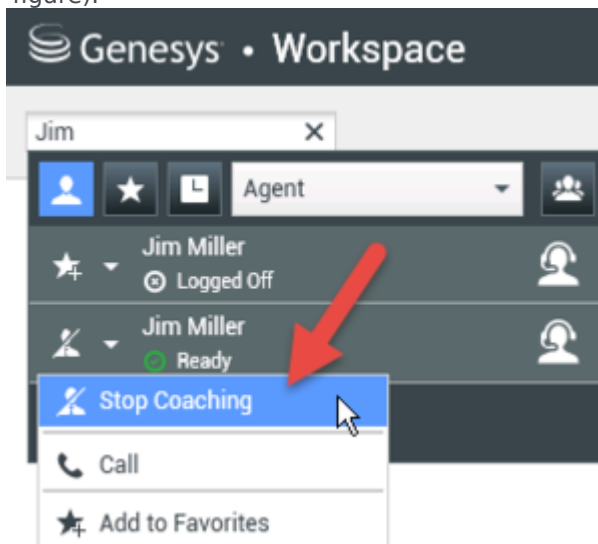 figure).
Genesys • Workspace
Jim
Agent
Jim Miller
Logged Off
Jim Miller
Ready
Stop Coaching
Call
Add to Favorites